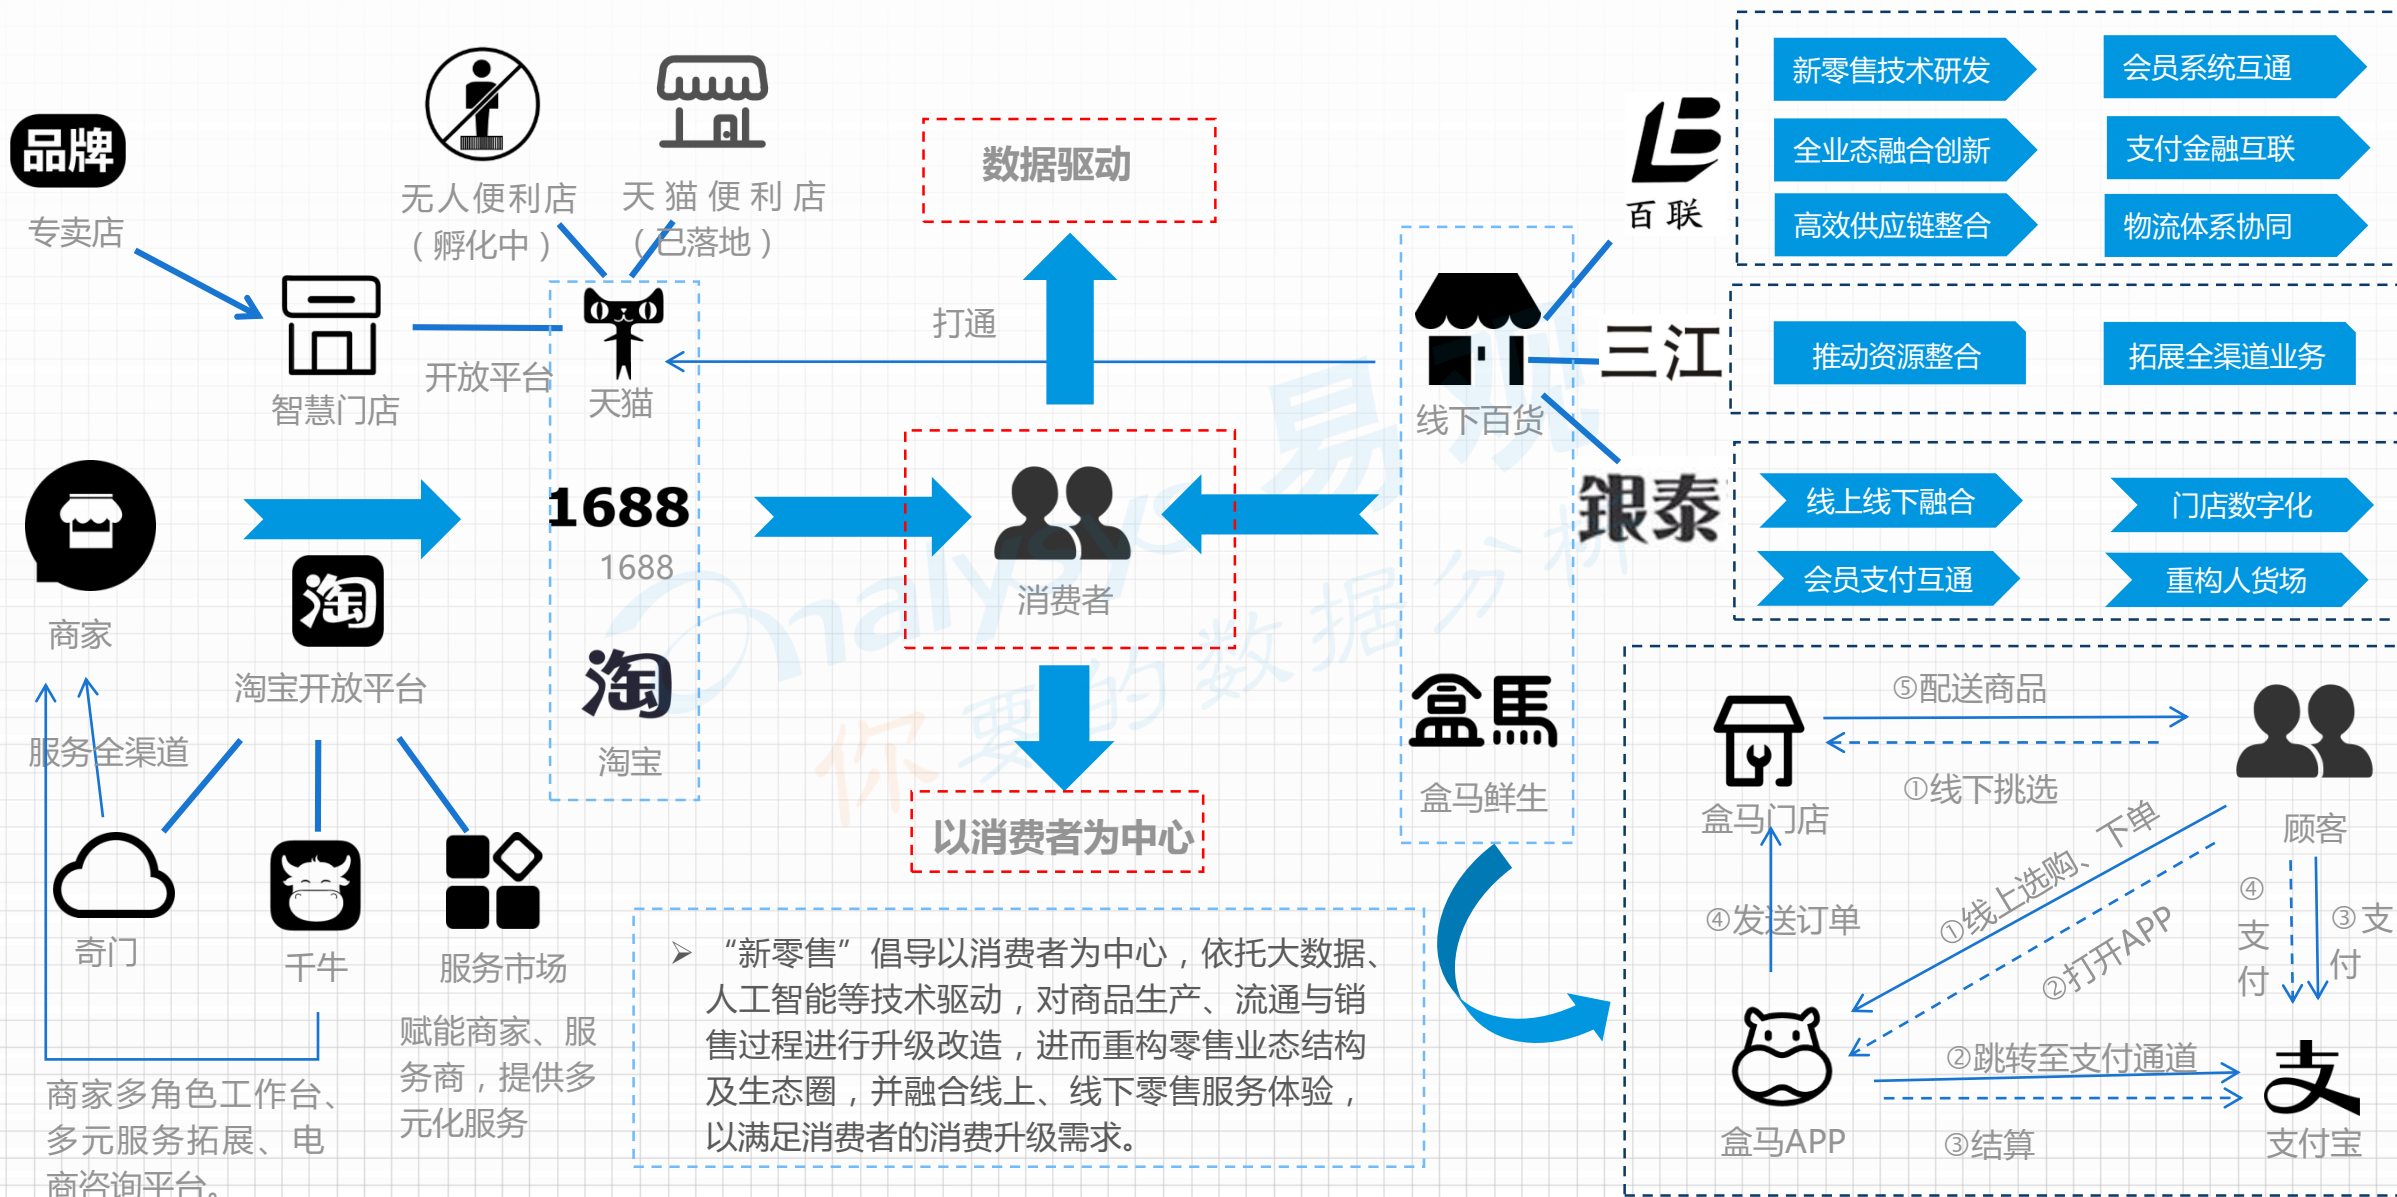 品牌
专卖店
无人便利店
（孵化中）
天猫便利店
（已落地）
智慧门店
开放平台
天猫
打通
数据驱动
商家
淘
淘宝开放平台
1688
1688
淘
淘宝
消费者
以消费者为中心
服务全渠道
奇门
千牛
服务市场
商家多角色工作台、
多元服务拓展、电
商咨询平台。
赋能商家、服
务商，提供多
元化服务
“新零售”倡导以消费者为中心，依托大数据、
人工智能等技术驱动，对商品生产、流通与销
售过程进行升级改造，进而重构零售业态结构
及生态圈，并融合线上、线下零售服务体验，
以满足消费者的消费升级需求。
线下百货
盒馬
盒马鲜生
百联
三江
银泰
新零售技术研发
会员系统互通
全业态融合创新
支付金融互联
高效供应链整合
物流体系协同
推动资源整合
拓展全渠道业务
线上线下融合
门店数字化
会员支付互通
重构人货场
⑤配送商品
①线下挑选
盒马门店
顾客
①线上选购、下单
②打开APP
④发送订单
④
支
付
③支
付
②跳转至支付通道
③结算
盒马APP
支
支付宝
analysys 易观
你要的数据分析